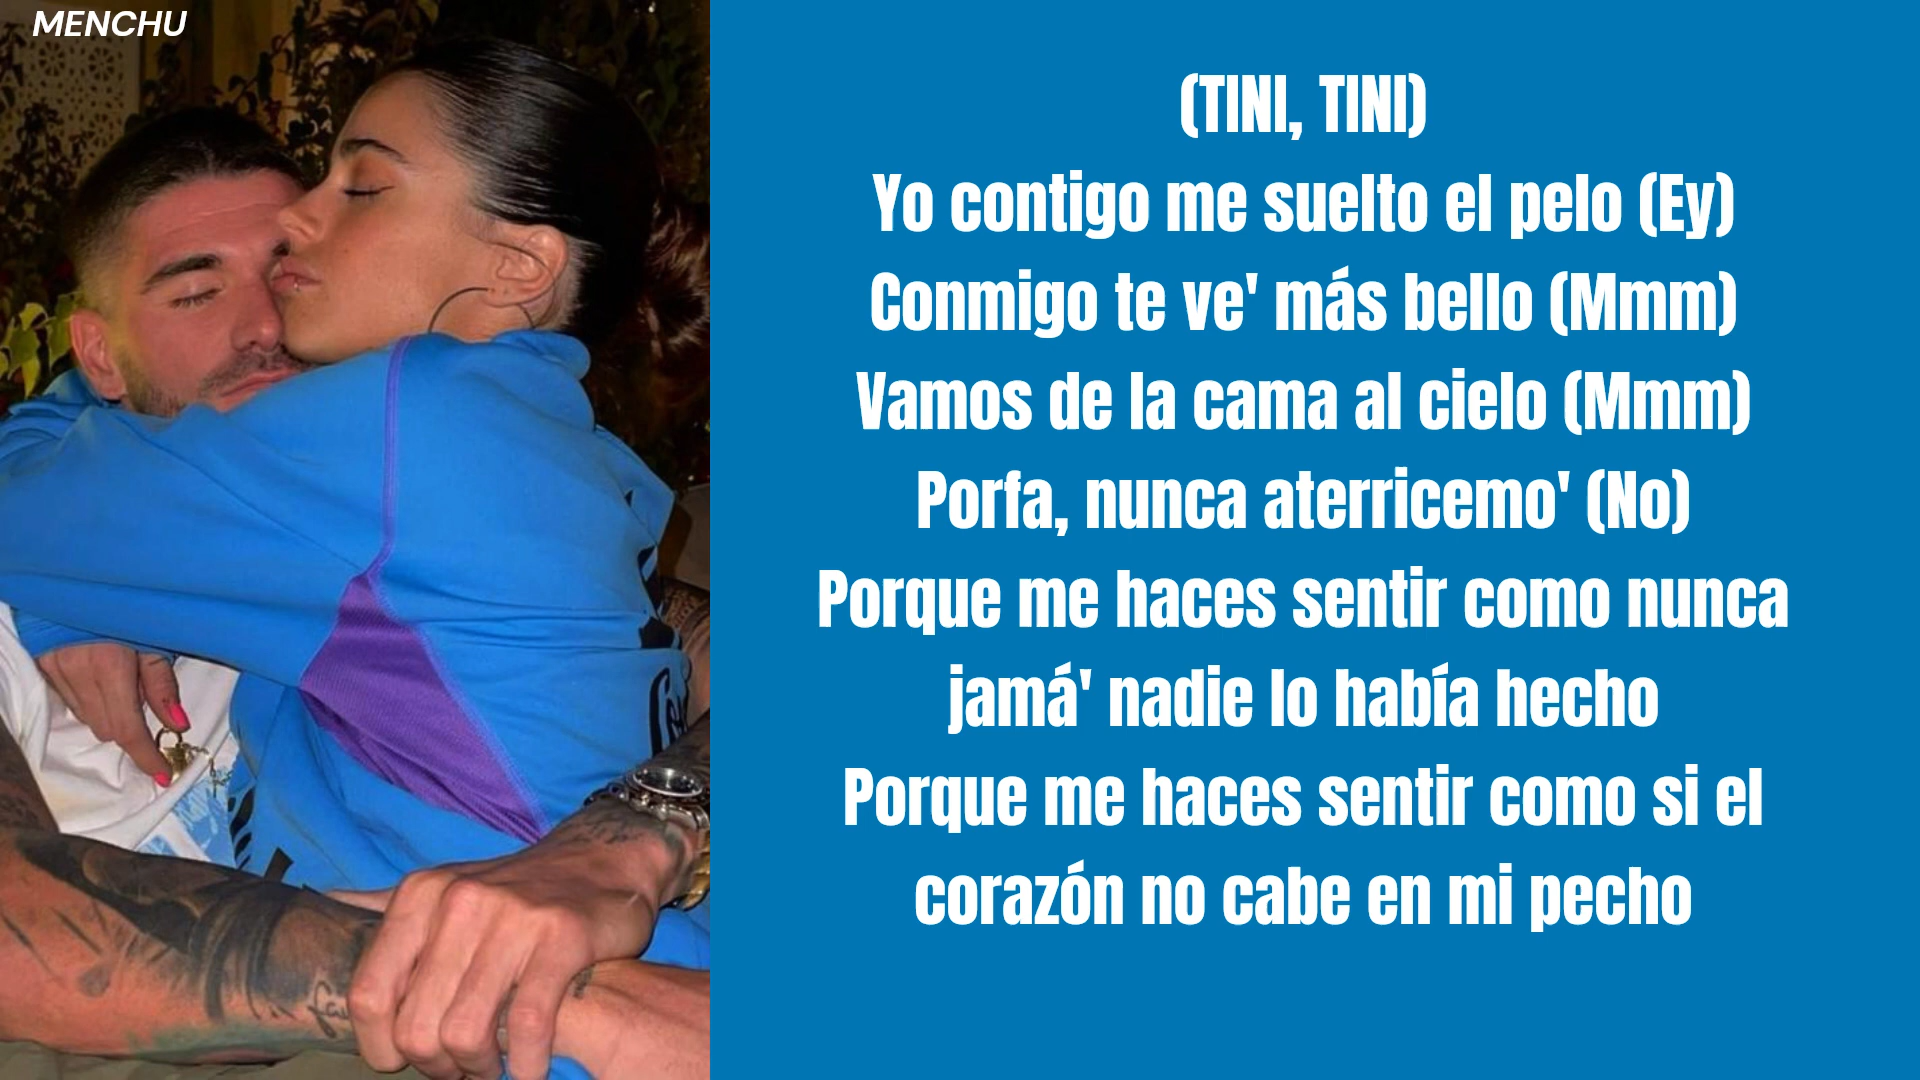 MENCHU
(TINI, TINI)
Yo contigo me suelto el pelo (Ey)
Conmigo te ve' más bello (Mmm)
Vamos de la cama al cielo (Mmm)
Porfa, nunca aterricemo' (No)
Porque me haces sentir como nunca
jamá' nadie lo había hecho
Porque me haces sentir como si el
corazón no cabe en mi pecho